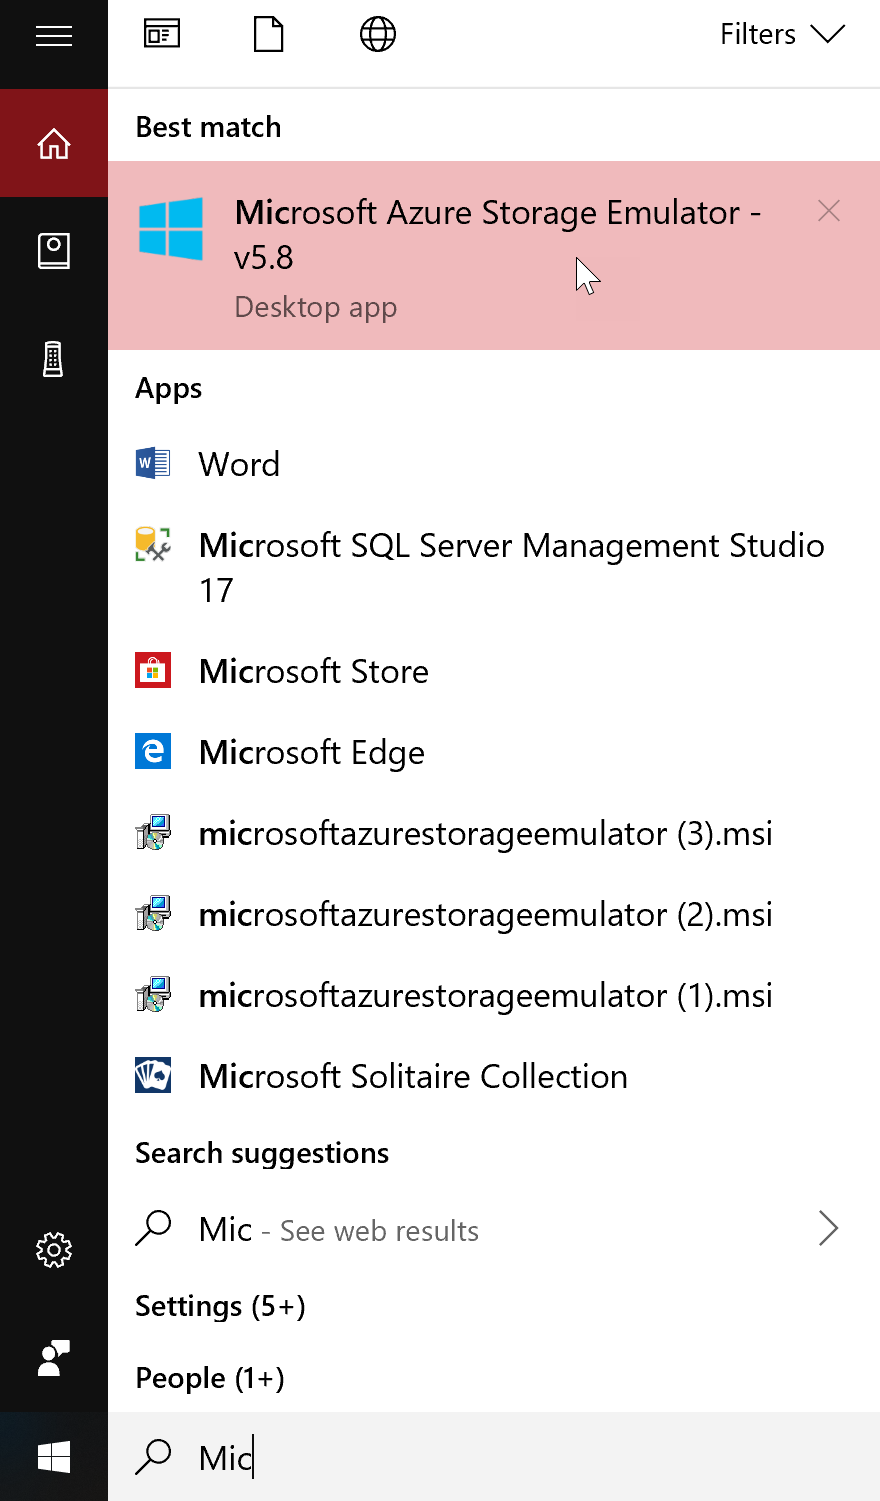 Filters
Best match
Microsoft Azure Storage Emulator -
v5.8
Desktop app
Apps
Word
Microsoft SQL Server Management Studio
17
Microsoft Store
Microsoft Edge
microsoftazurestorageemulator (3).msi
microsoftazurestorageemulator (2).msi
microsoftazurestorageemulator (1).msi
Microsoft Solitaire Collection
Search suggestions
Mic - See web results
Settings (5+)
People (1+)
Mic